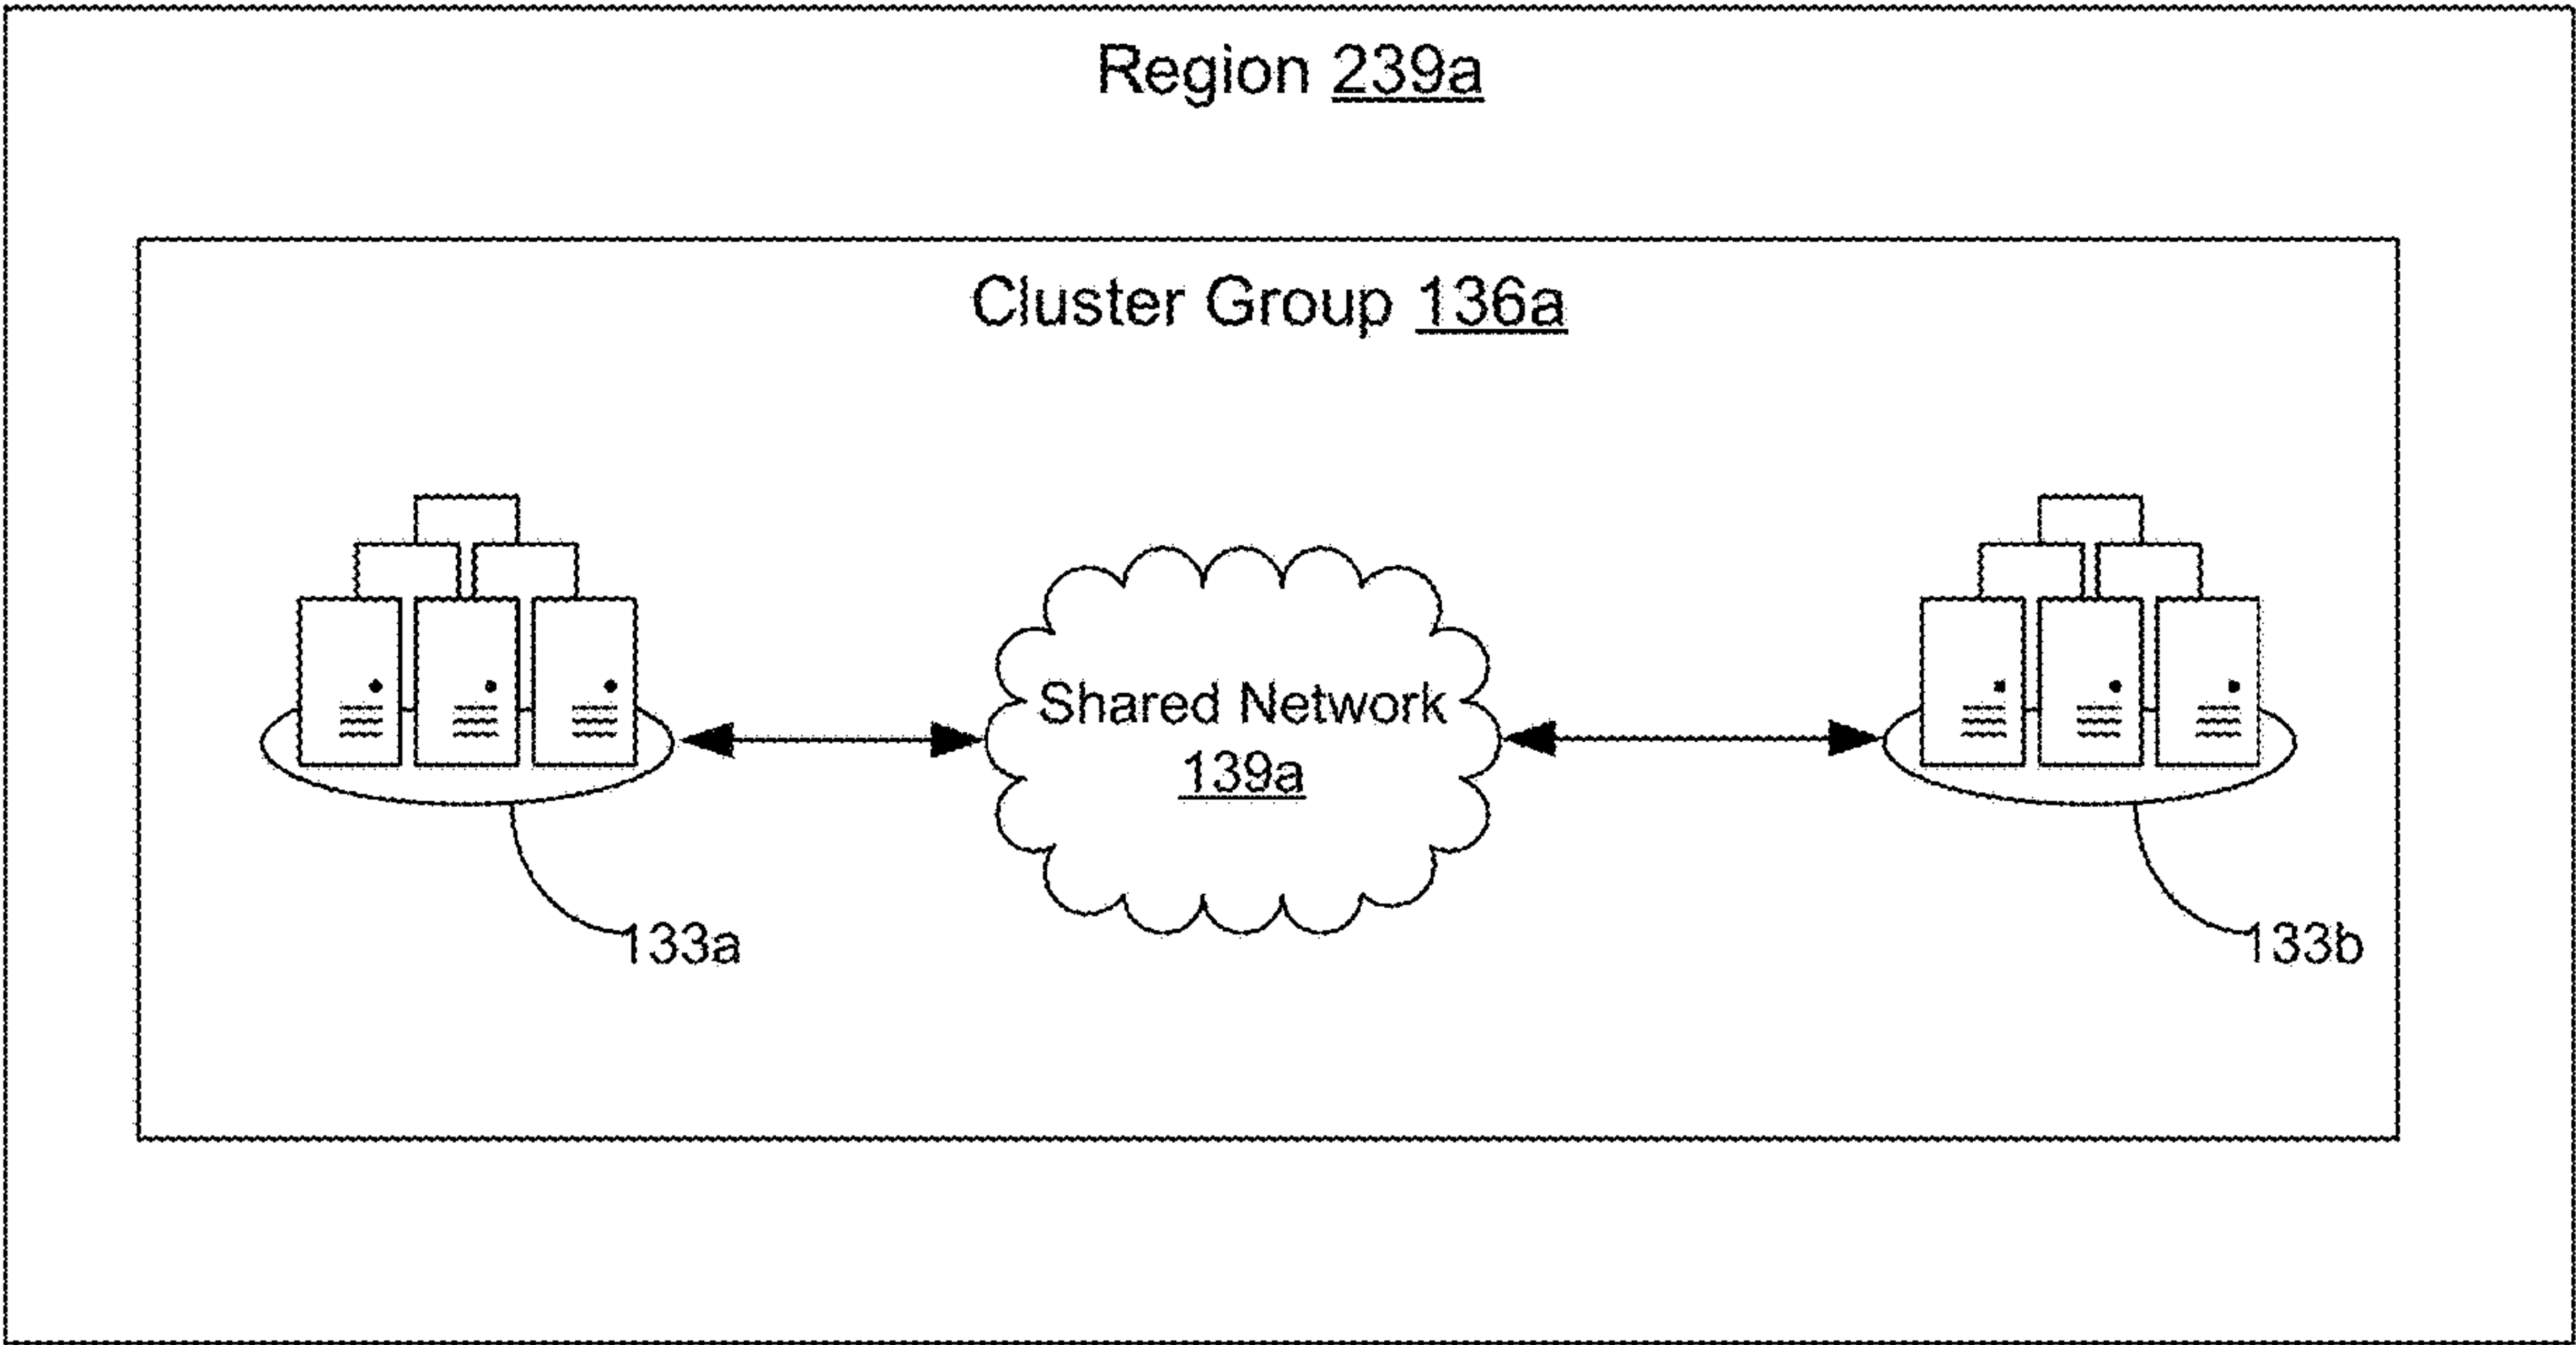 Region 239a
Cluster Group 136a
Shared Network
139a
133a
133b